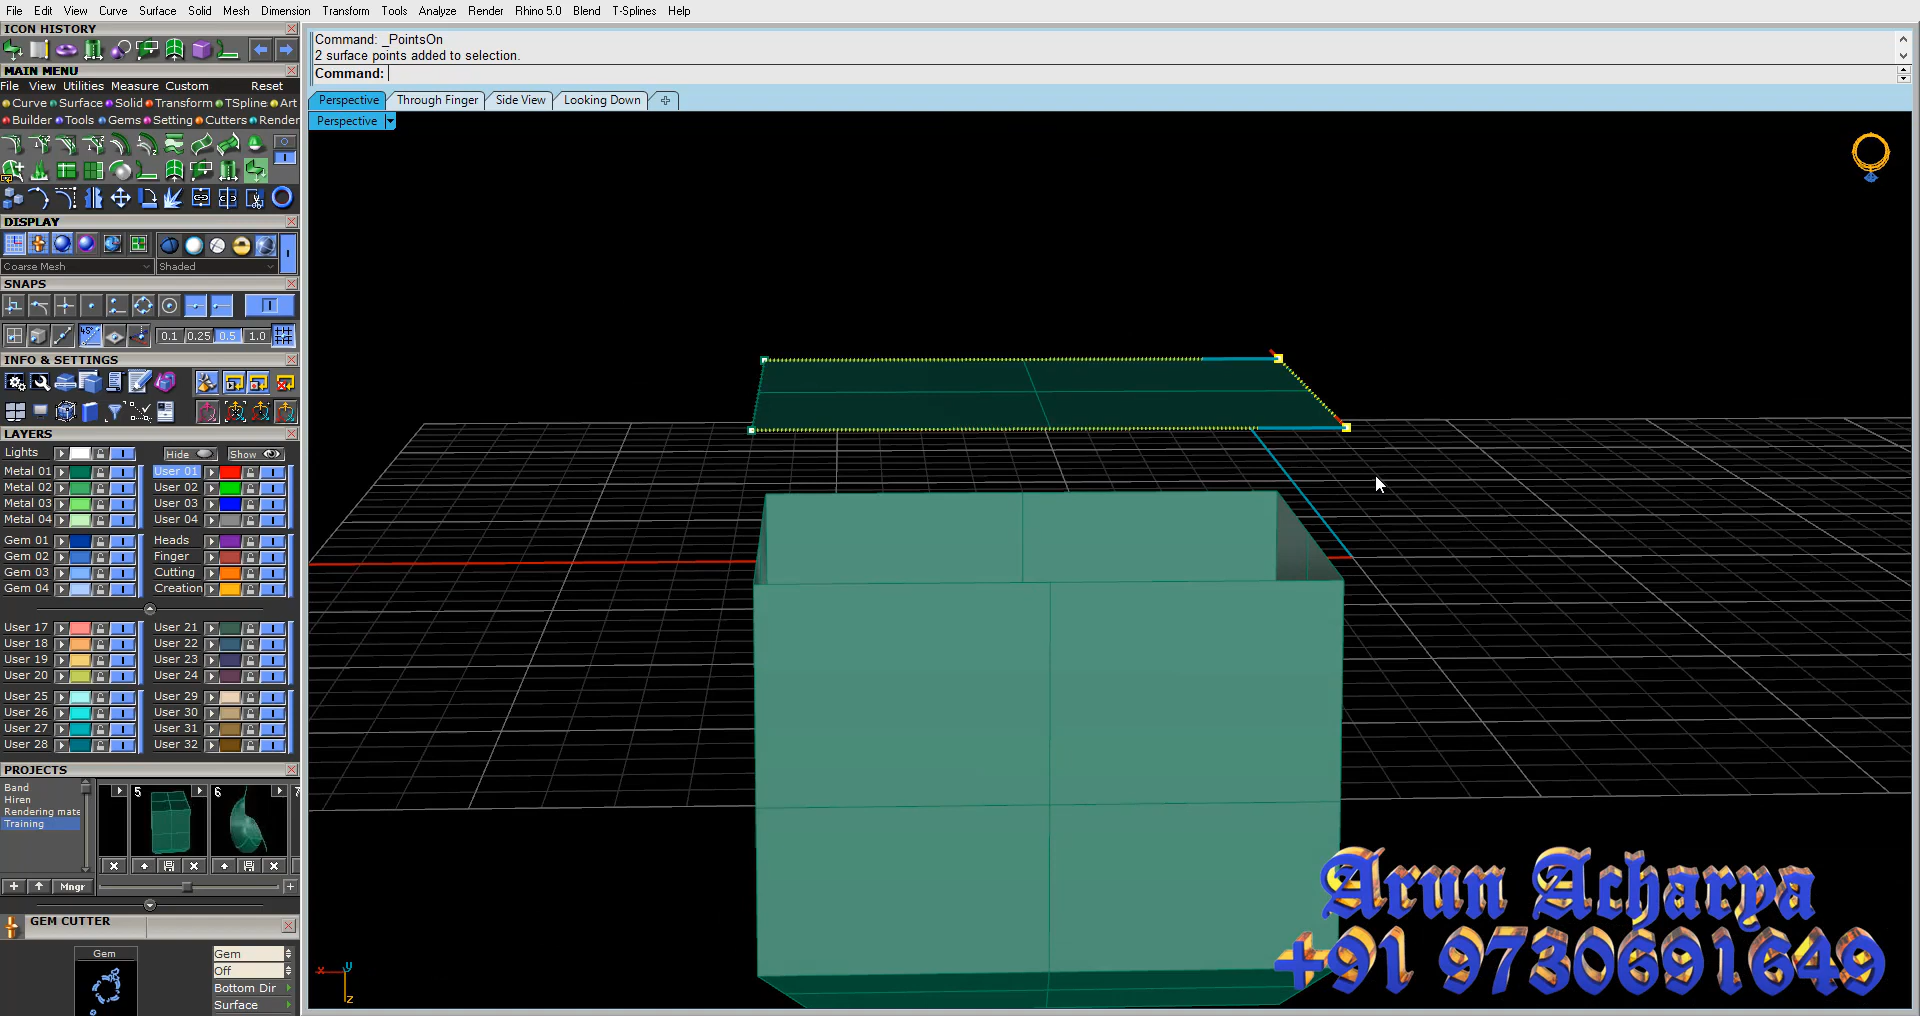 File Edit View Curve Surface Solid Mesh Dimension Transform Tools Analyze Render Rhino 5.0 Blend T-Splines Help
ICON HISTORY
MAIN MENU
File View Utilities Measure Custom Reset
Curve Surface Solid Transform TSpline Art
Builder Tools Gems Setting Cutters Render
DISPLAY
Coarse Mesh Shaded
SNAPS
45°
0.1 0.25 0.5 1.0
INFO & SETTINGS
LAYERS
Lights Hide Show
Metal 01 User 01
Metal 02 User 02
Metal 03 User 03
Metal 04 User 04
Gem 01 Heads
Gem 02 Finger
Gem 03 Cutting
Gem 04 Creation
User 17 User 21
User 18 User 22
User 19 User 23
User 20 User 24
User 25 User 29
User 26 User 30
User 27 User 31
User 28 User 32
PROJECTS
Band
Hiren
Rendering mate
Training
5 6 7
Mngr
GEM CUTTER
Gem
Gem
Off
Bottom Dir
Surface
Command: _PointsOn
2 surface points added to selection.
Command:
Perspective Through Finger Side View Looking Down
Perspective
x y z
Arun Acharya
+91 9730691649